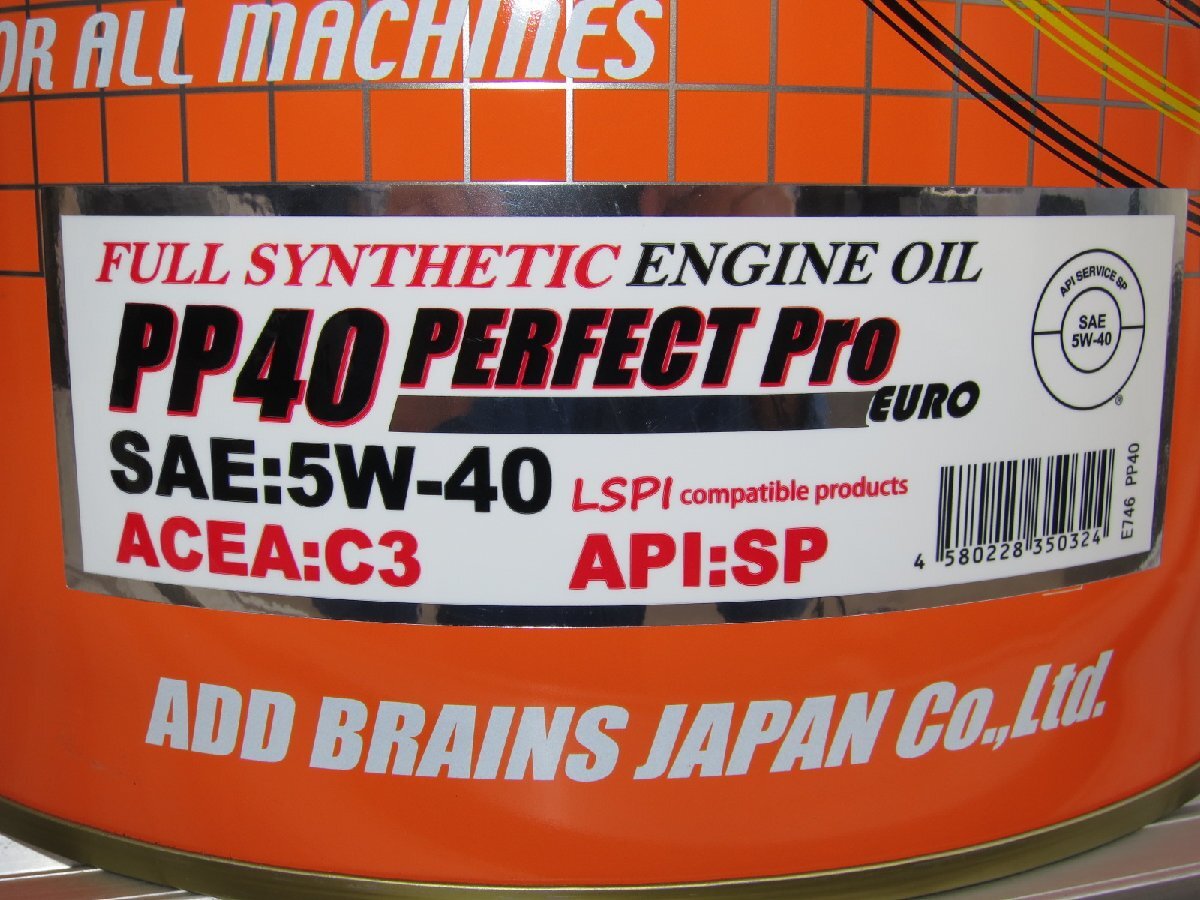 OR ALL MACHINES
FULL SYNTHETIC ENGINE OIL
PP40 PERFECT Pro
EURO
API SERVICE SP
SAE
5W-40
®
SAE:5W-40
LSPI compatible products
ACEA:C3
API:SP
4 580228 350324
E746 PP40
ADD BRAINS JAPAN Co.,Ltd.